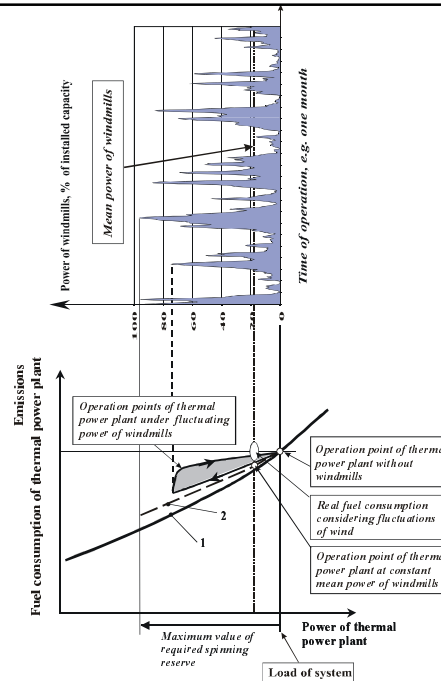 Power of windmills, % of installed capacity
Mean power of windmills
Time of operation, e.g. one month
100
80
60
40
20
0
Emissions
Fuel consumption of thermal power plant
Operation points of thermal
power plant under fluctuating
power of windmills
Operation point of therma
power plant without
windmills
Real fuel consumption
considering fluctuations
of wind
Operation point of therma
power plant at constant
mean power of windmills
2
1
Maximum value of
required spinning
reserve
Power of thermal
power plant
Load of system